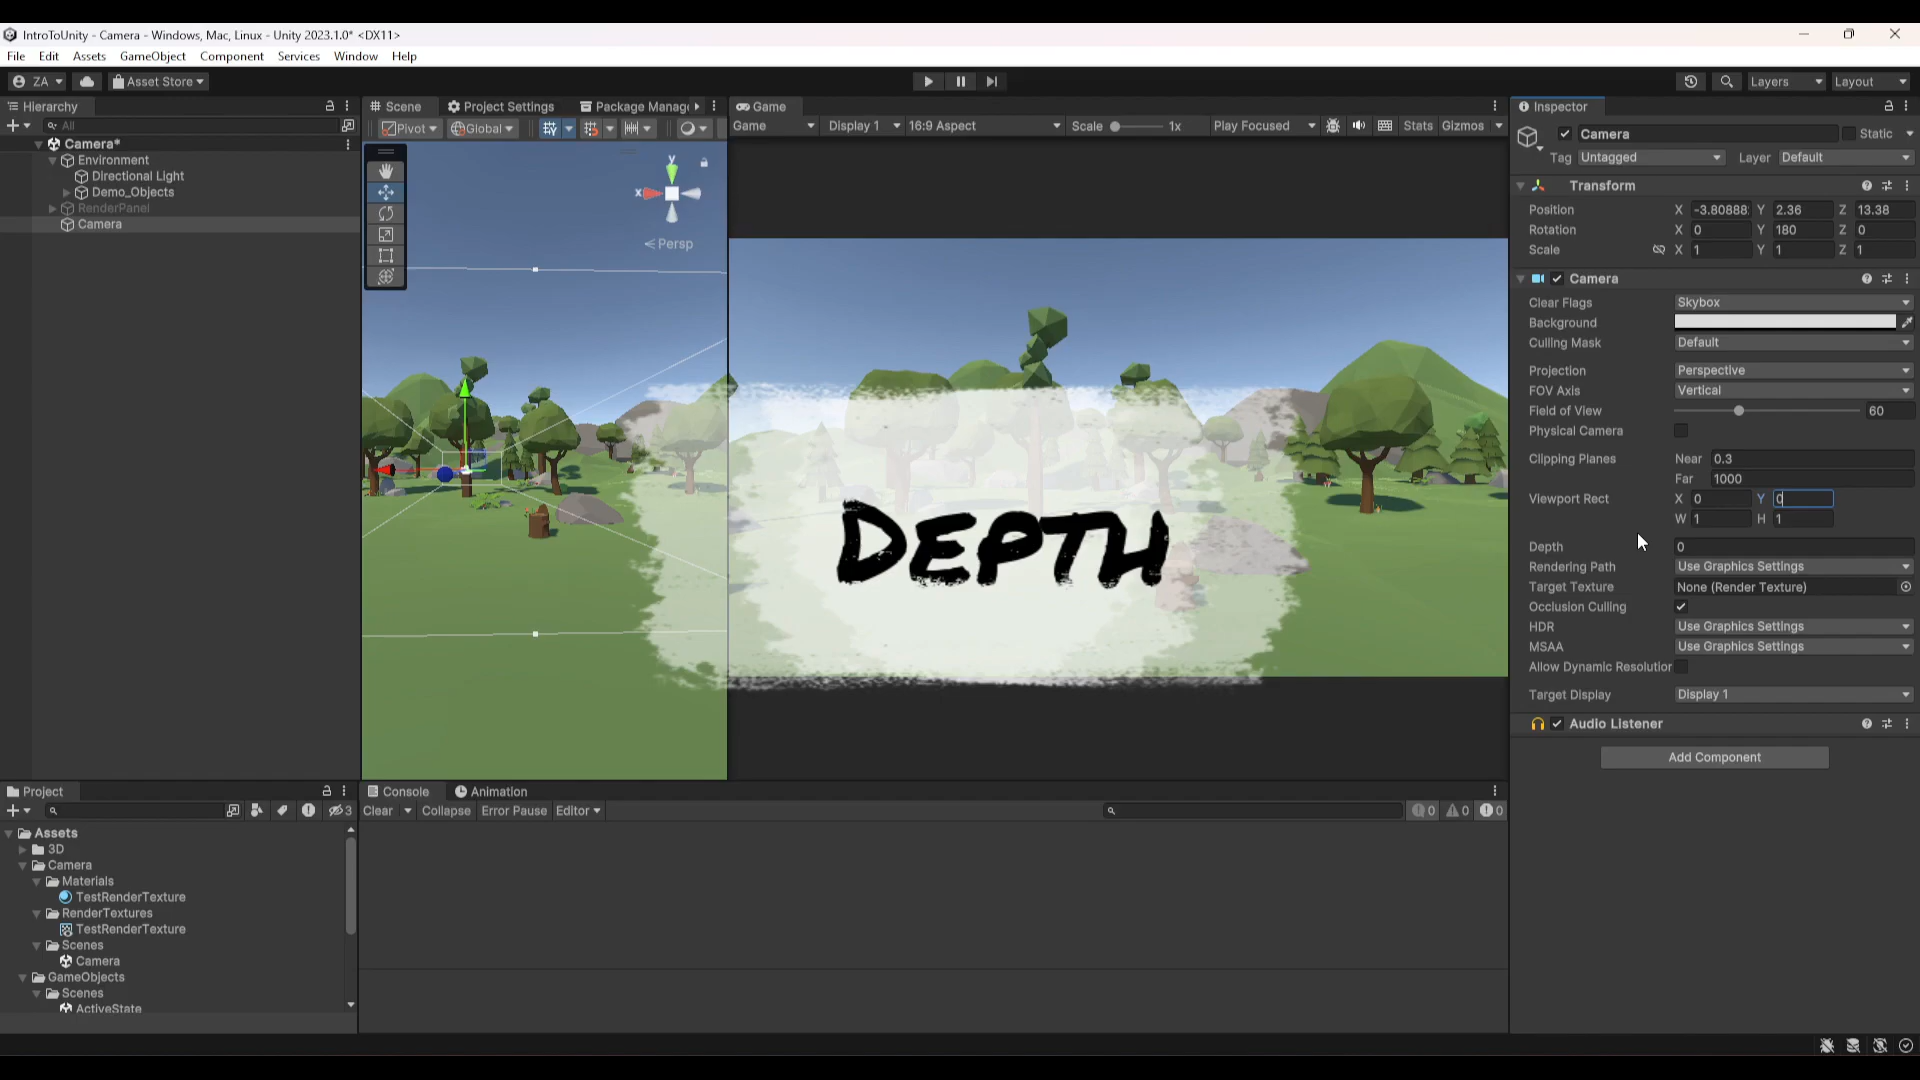 IntroToUnity - Camera - Windows, Mac, Linux - Unity 2023.1.0* <DX11>
File Edit Assets GameObject Component Services Window Help
ZA Asset Store Layers Layout
Hierarchy
All
Camera*
Environment
Directional Light
Demo_Objects
RenderPanel
Camera
Scene Project Settings Package Manage
Pivot Global
y
x
Persp
Game
Game Display 1 16:9 Aspect Scale 1x Play Focused Stats Gizmos
DEPTH
Inspector
Camera Static
Tag Untagged Layer Default
Transform
Position X -3.80888 Y 2.36 Z 13.38
Rotation X 0 Y 180 Z 0
Scale X 1 Y 1 Z 1
Camera
Clear Flags Skybox
Background
Culling Mask Default
Projection Perspective
FOV Axis Vertical
Field of View 60
Physical Camera
Clipping Planes Near 0.3
Far 1000
Viewport Rect X 0 Y 0
W 1 H 1
Depth 0
Rendering Path Use Graphics Settings
Target Texture None (Render Texture)
Occlusion Culling
HDR Use Graphics Settings
MSAA Use Graphics Settings
Allow Dynamic Resolution
Target Display Display 1
Audio Listener
Add Component
Project
3
Assets
3D
Camera
Materials
TestRenderTexture
RenderTextures
TestRenderTexture
Scenes
Camera
GameObjects
Scenes
ActiveState
Console Animation
Clear Collapse Error Pause Editor 0 0 0